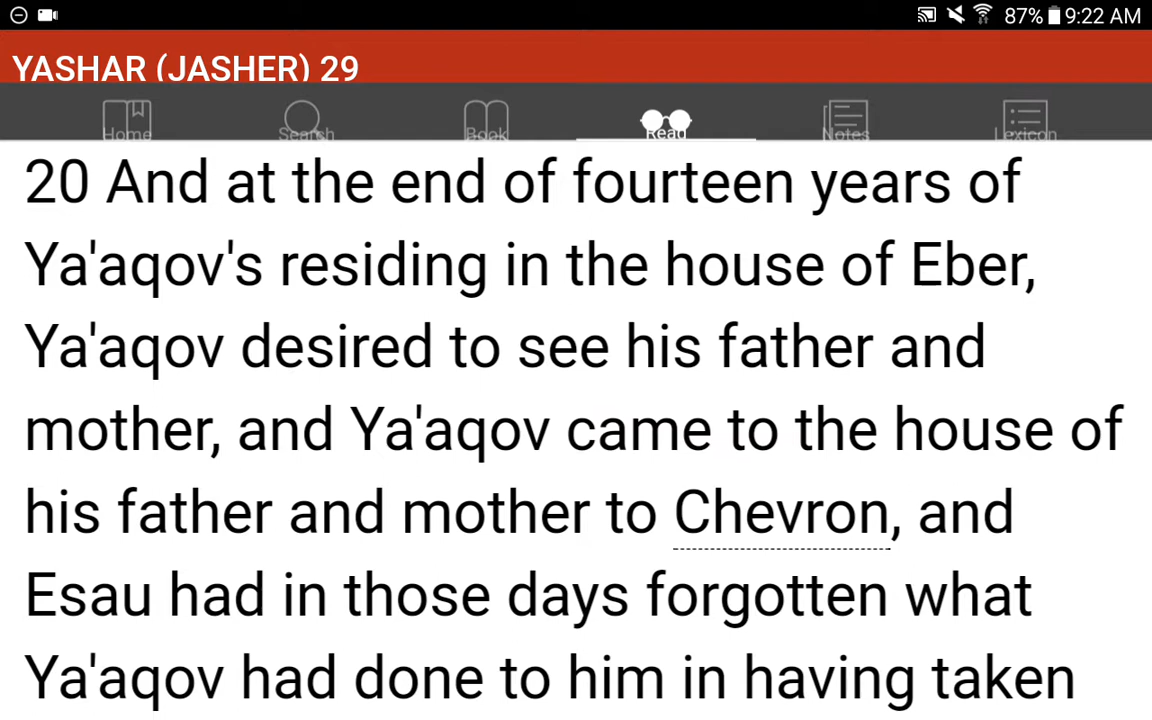 87% 9:22 AM
YASHAR (JASHER) 29
Home Search Book Read Notes Lexicon
20 And at the end of fourteen years of
Ya'aqov's residing in the house of Eber,
Ya'aqov desired to see his father and
mother, and Ya'aqov came to the house of
his father and mother to Chevron, and
Esau had in those days forgotten what
Ya'aqov had done to him in having taken